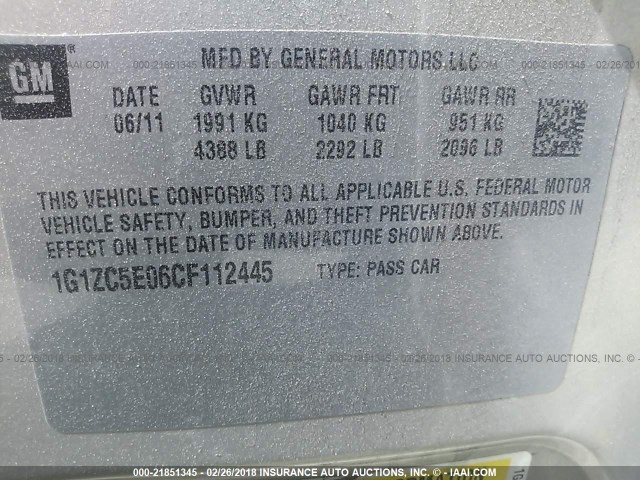 GM ®
MFD BY GENERAL MOTORS LLC
DATE GVWR GAWR FRT GAWR RR
06/11 1991 KG 1040 KG 951 KG
4388 LB 2292 LB 2096 LB
THIS VEHICLE CONFORMS TO ALL APPLICABLE U.S. FEDERAL MOTOR
VEHICLE SAFETY, BUMPER, AND THEFT PREVENTION STANDARDS IN
EFFECT ON THE DATE OF MANUFACTURE SHOWN ABOVE.
1G1ZC5E06CF112445 TYPE: PASS CAR
000-21851345 - 02/26/2018 INSURANCE AUTO AUCTIONS, INC. - © IAAI.COM